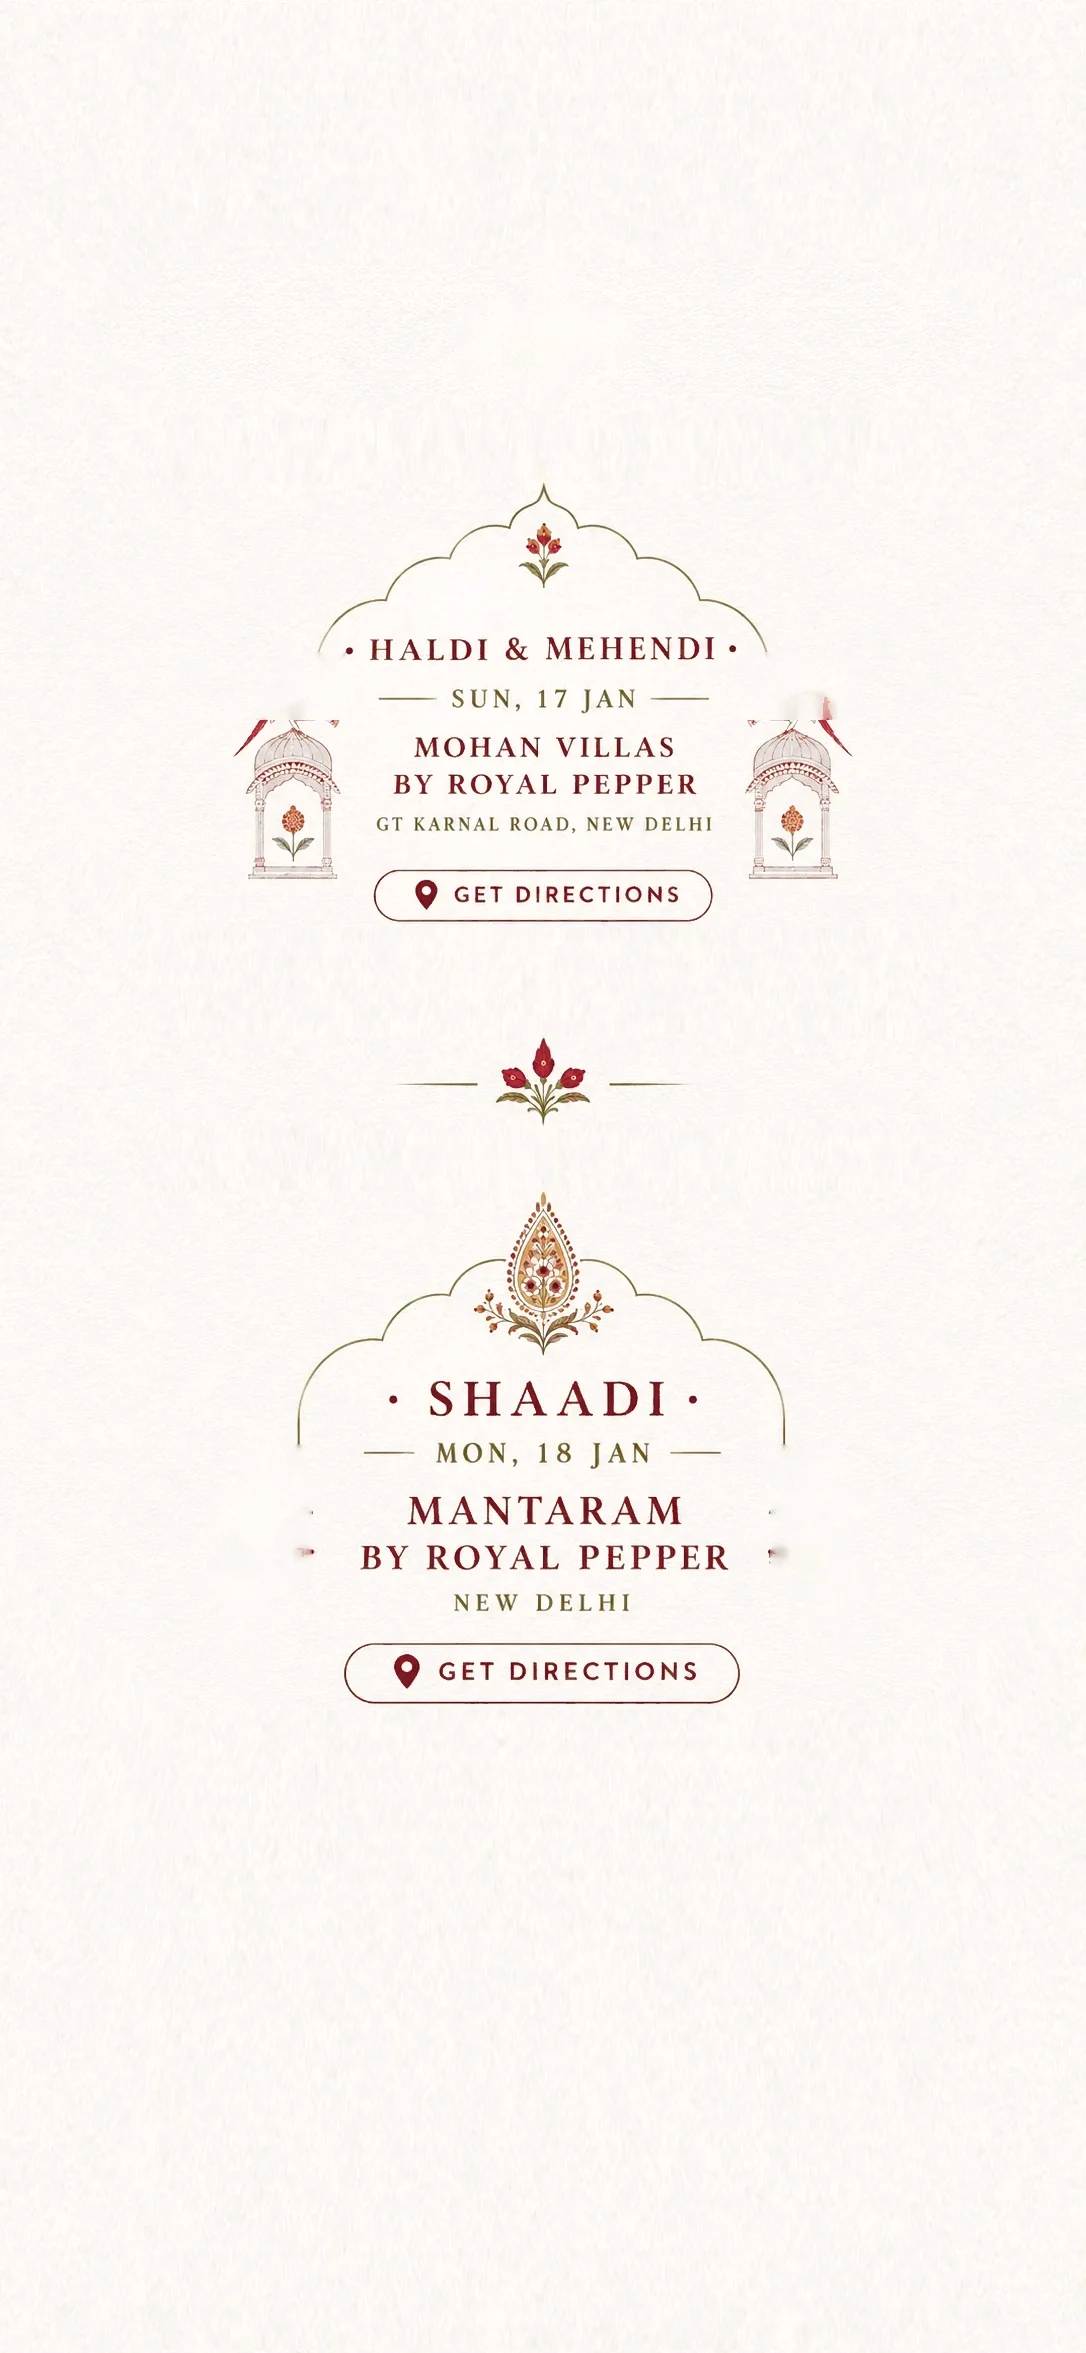 • HALDI & MEHENDI •
SUN, 17 JAN
MOHAN VILLAS
BY ROYAL PEPPER
GT KARNAL ROAD, NEW DELHI
GET DIRECTIONS
• SHAADI •
MON, 18 JAN
MANTARAM
BY ROYAL PEPPER
NEW DELHI
GET DIRECTIONS